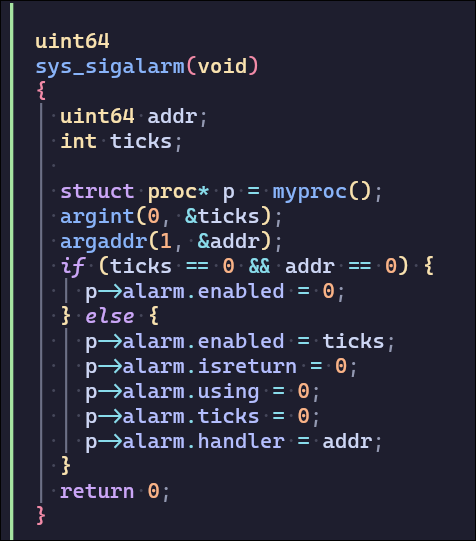 uint64
sys_sigalarm(void)
{
  uint64 addr;
  int ticks;

  struct proc* p = myproc();
  argint(0, &ticks);
  argaddr(1, &addr);
  if (ticks == 0 && addr == 0) {
    p->alarm.enabled = 0;
  } else {
    p->alarm.enabled = ticks;
    p->alarm.isreturn = 0;
    p->alarm.using = 0;
    p->alarm.ticks = 0;
    p->alarm.handler = addr;
  }
  return 0;
}